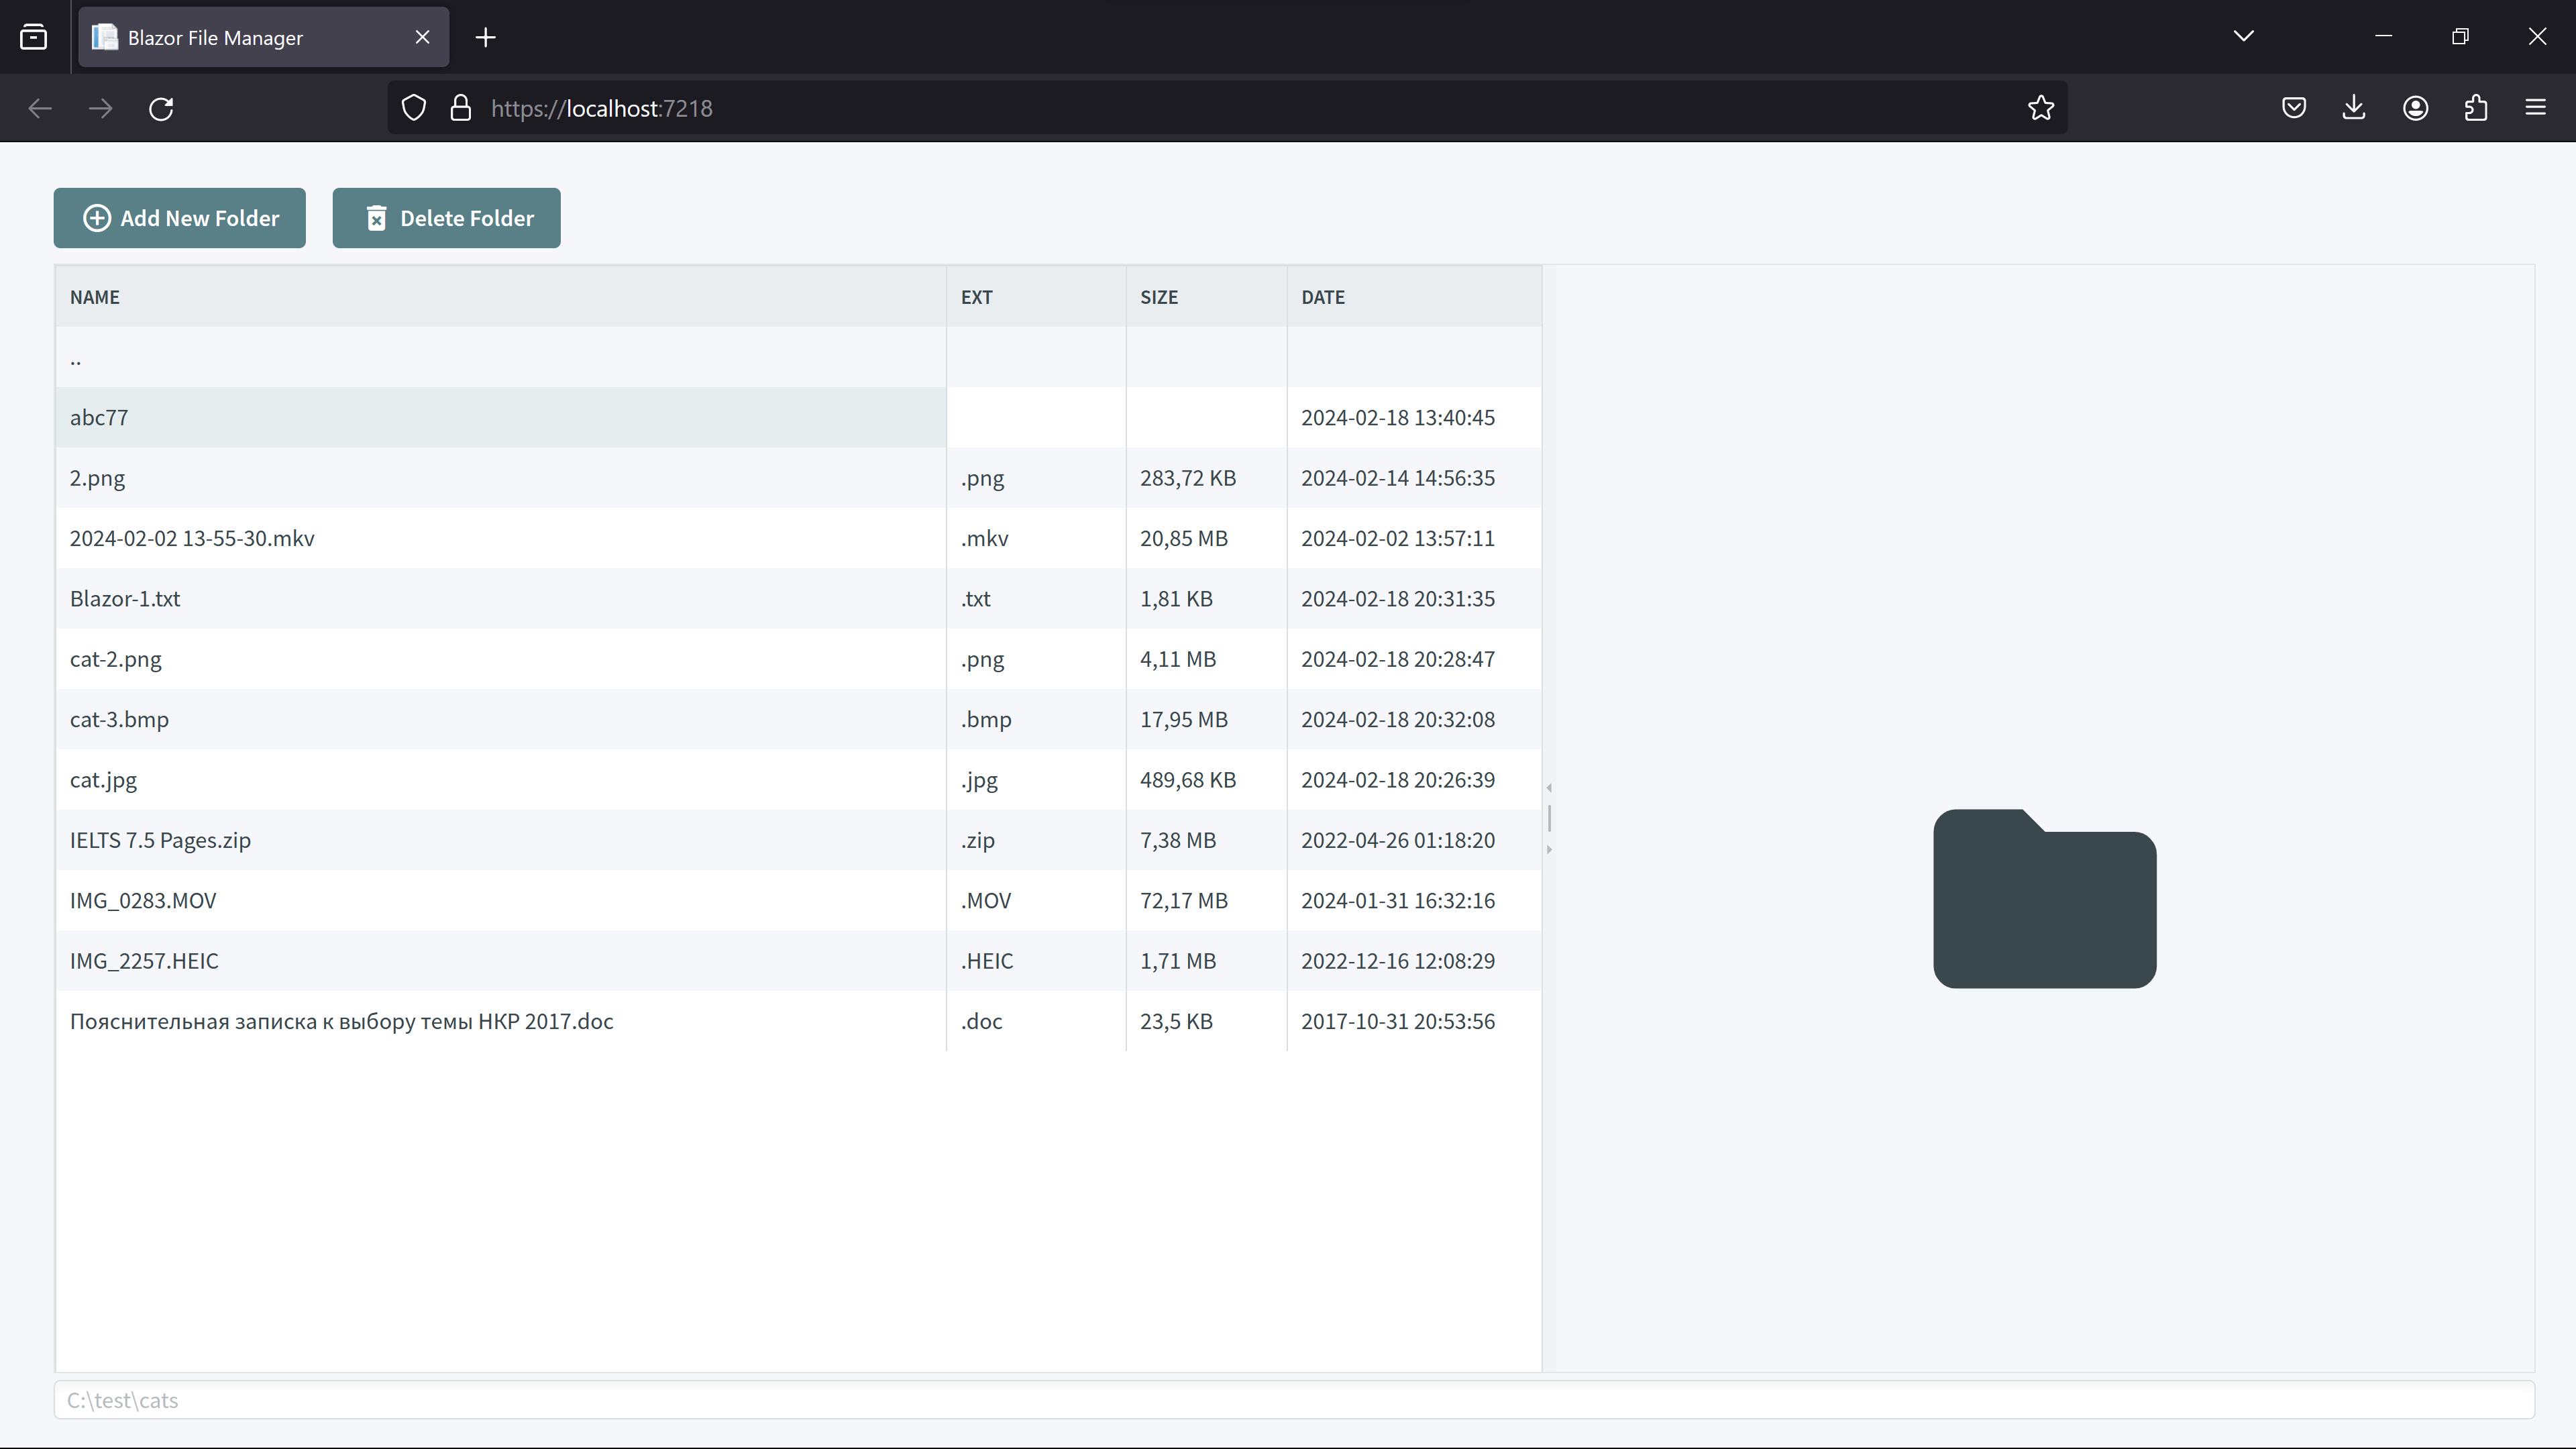 Blazor File Manager
https://localhost:7218
Add New Folder Delete Folder
NAME EXT SIZE DATE
..
abc77 2024-02-18 13:40:45
2.png .png 283,72 KB 2024-02-14 14:56:35
2024-02-02 13-55-30.mkv .mkv 20,85 MB 2024-02-02 13:57:11
Blazor-1.txt .txt 1,81 KB 2024-02-18 20:31:35
cat-2.png .png 4,11 MB 2024-02-18 20:28:47
cat-3.bmp .bmp 17,95 MB 2024-02-18 20:32:08
cat.jpg .jpg 489,68 KB 2024-02-18 20:26:39
IELTS 7.5 Pages.zip .zip 7,38 MB 2022-04-26 01:18:20
IMG_0283.MOV .MOV 72,17 MB 2024-01-31 16:32:16
IMG_2257.HEIC .HEIC 1,71 MB 2022-12-16 12:08:29
Пояснительная записка к выбору темы НКР 2017.doc .doc 23,5 KB 2017-10-31 20:53:56
C:\test\cats